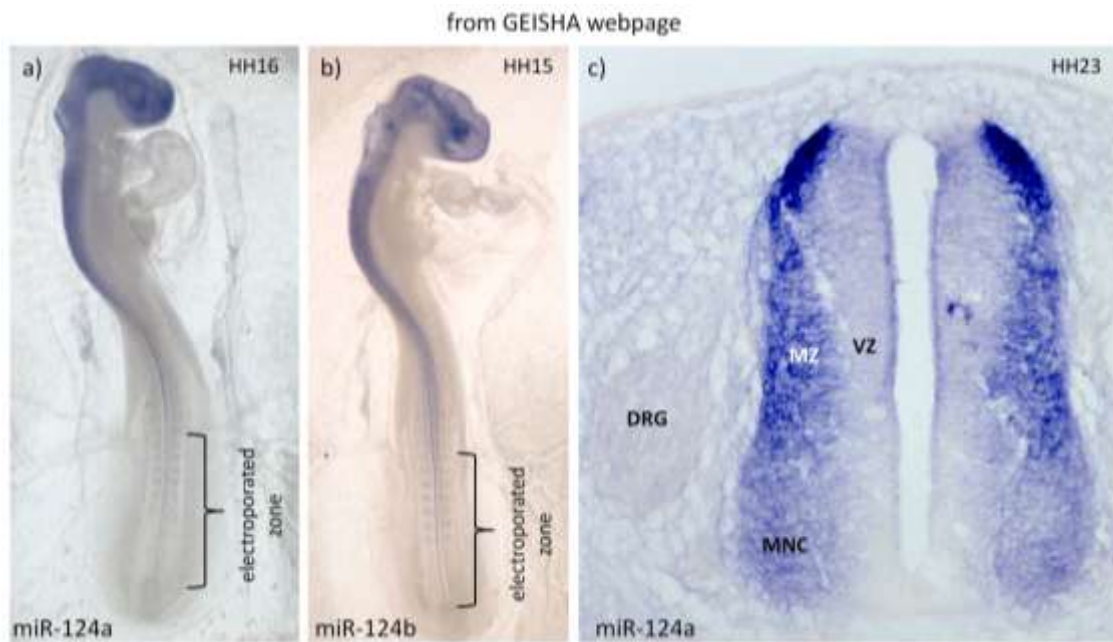 from GEISHA webpage
a)
HH16
electroporated
zone
miR-124a
b)
HH15
electroporated
zone
miR-124b
c)
HH23
MZ
VZ
DRG
MNC
miR-124a